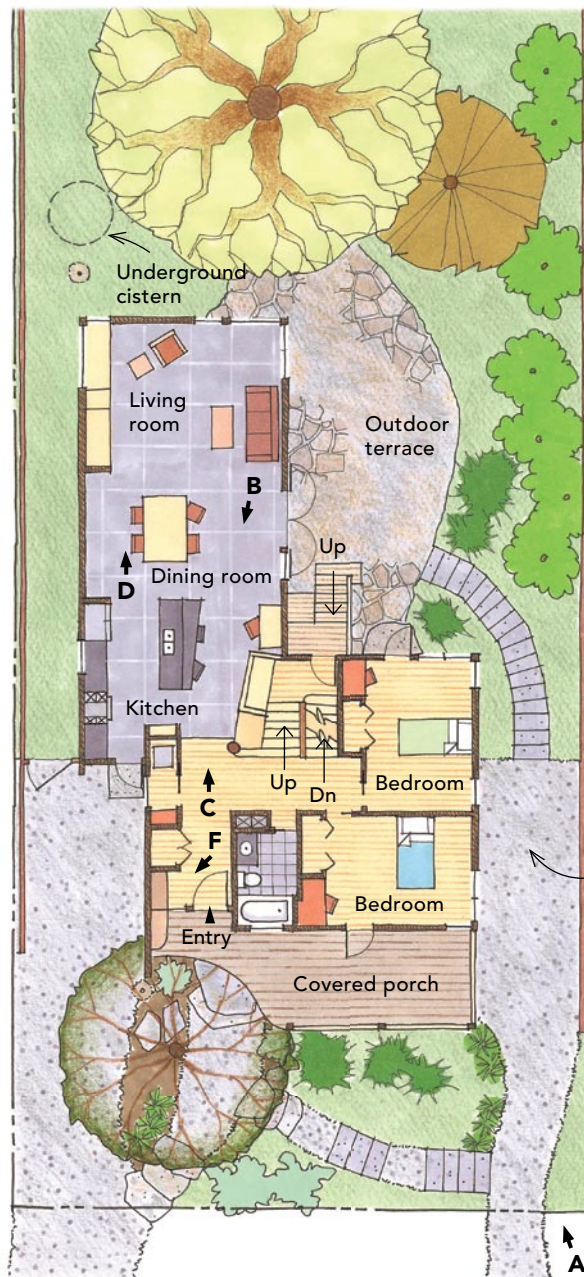 Underground
cistern
Living
room
Outdoor
terrace
B
Up
D
Dining room
Kitchen
Up
Dn
Bedroom
C
F
Bedroom
Entry
Covered porch
A